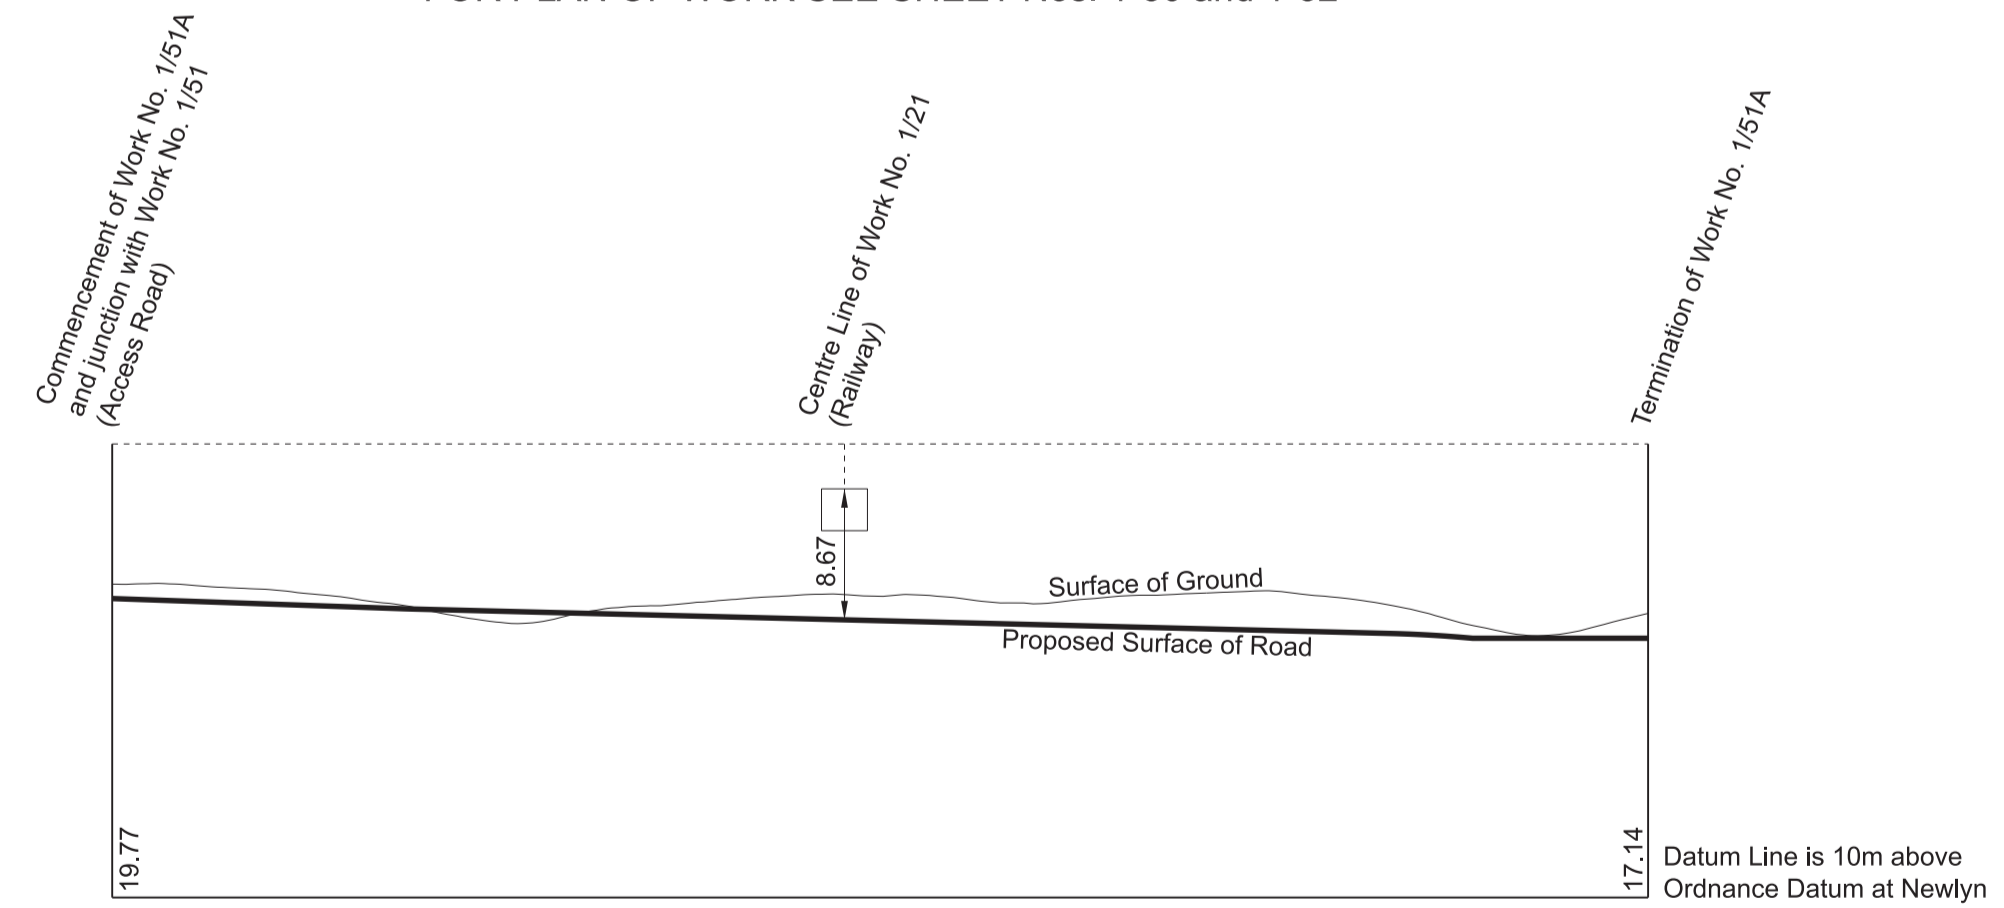 Commencement of Work No. 1/51A
and junction with Work No. 1/51
(Access Road)
Centre Line of Work No. 1/21
(Railway)
Termination of Work No. 1/51A
8.67
Surface of Ground
Proposed Surface of Road
19.77
17.14
Datum Line is 10m above
Ordnance Datum at Newlyn